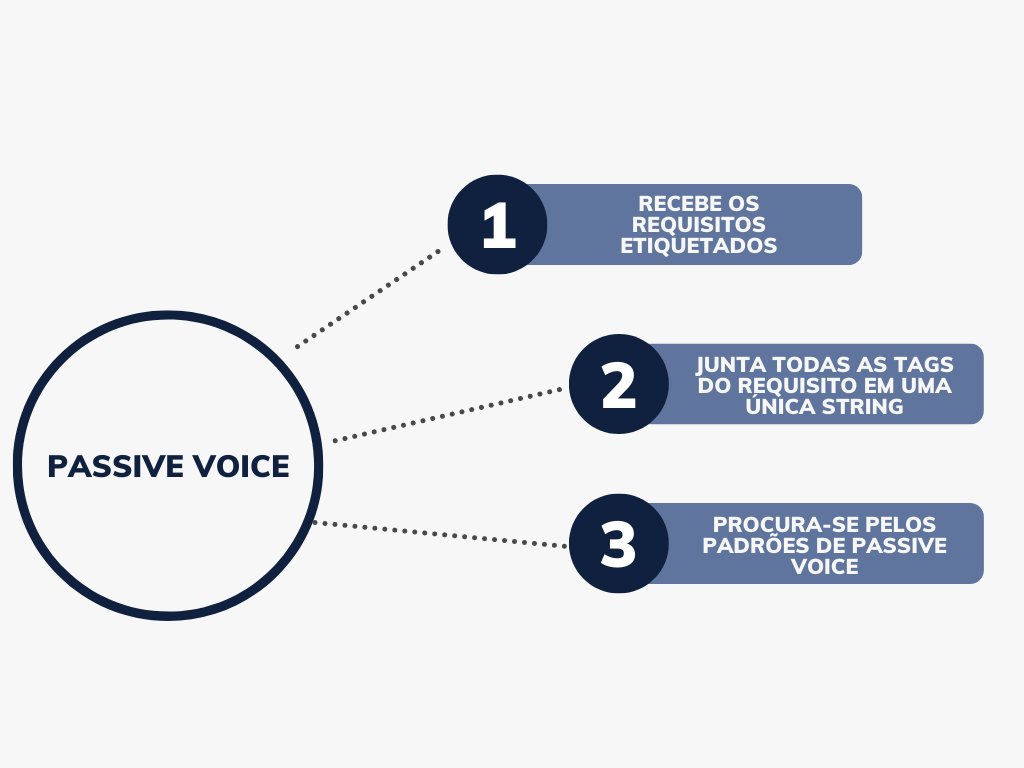 1
RECEBE OS
REQUISITOS
ETIQUETADOS
2
JUNTA TODAS AS TAGS
DO REQUISITO EM UMA
ÚNICA STRING
PASSIVE VOICE
3
PROCURA-SE PELOS
PADRÕES DE PASSIVE
VOICE